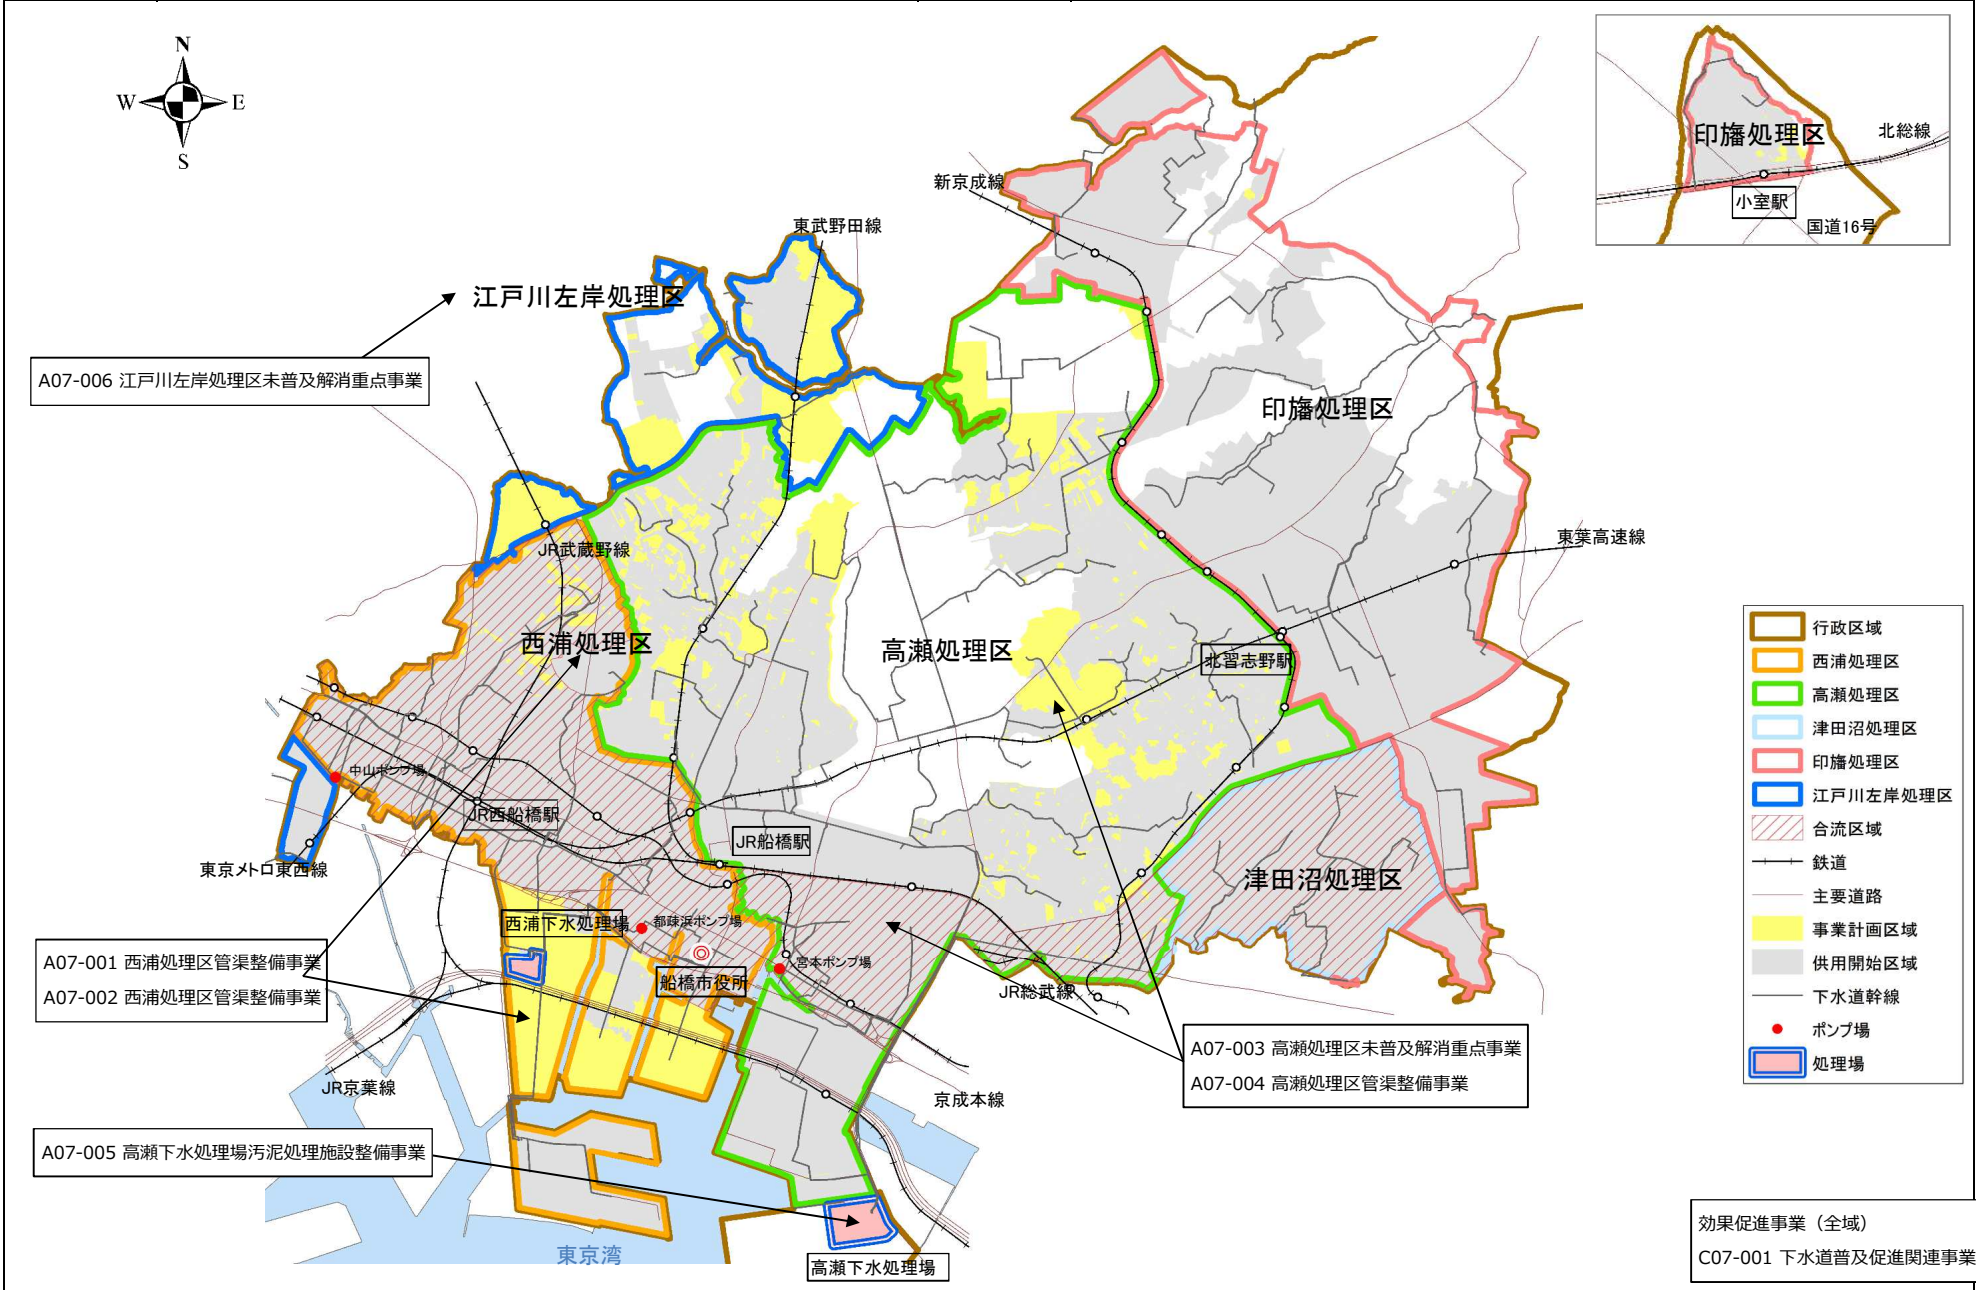 N
W
E
S
新京成線
東武野田線
江戸川左岸処理区
A07-006 江戸川左岸処理区未普及解消重点事業
印旛処理区
北総線
小室駅
国道16号
印旛処理区
東葉高速線
JR武蔵野線
西浦処理区
高瀬処理区
北習志野駅
中山ポンプ場
JR西船橋駅
JR船橋駅
東京メトロ東西線
津田沼処理区
西浦下水処理場
都疎浜ポンプ場
宮本ポンプ場
船橋市役所
JR総武線
A07-001 西浦処理区管渠整備事業
A07-002 西浦処理区管渠整備事業
A07-003 高瀬処理区未普及解消重点事業
A07-004 高瀬処理区管渠整備事業
JR京葉線
京成本線
A07-005 高瀬下水処理場汚泥処理施設整備事業
東京湾
高瀬下水処理場
行政区域
西浦処理区
高瀬処理区
津田沼処理区
印旛処理区
江戸川左岸処理区
合流区域
鉄道
主要道路
事業計画区域
供用開始区域
下水道幹線
ポンプ場
処理場
効果促進事業（全域）
C07-001 下水道普及促進関連事業